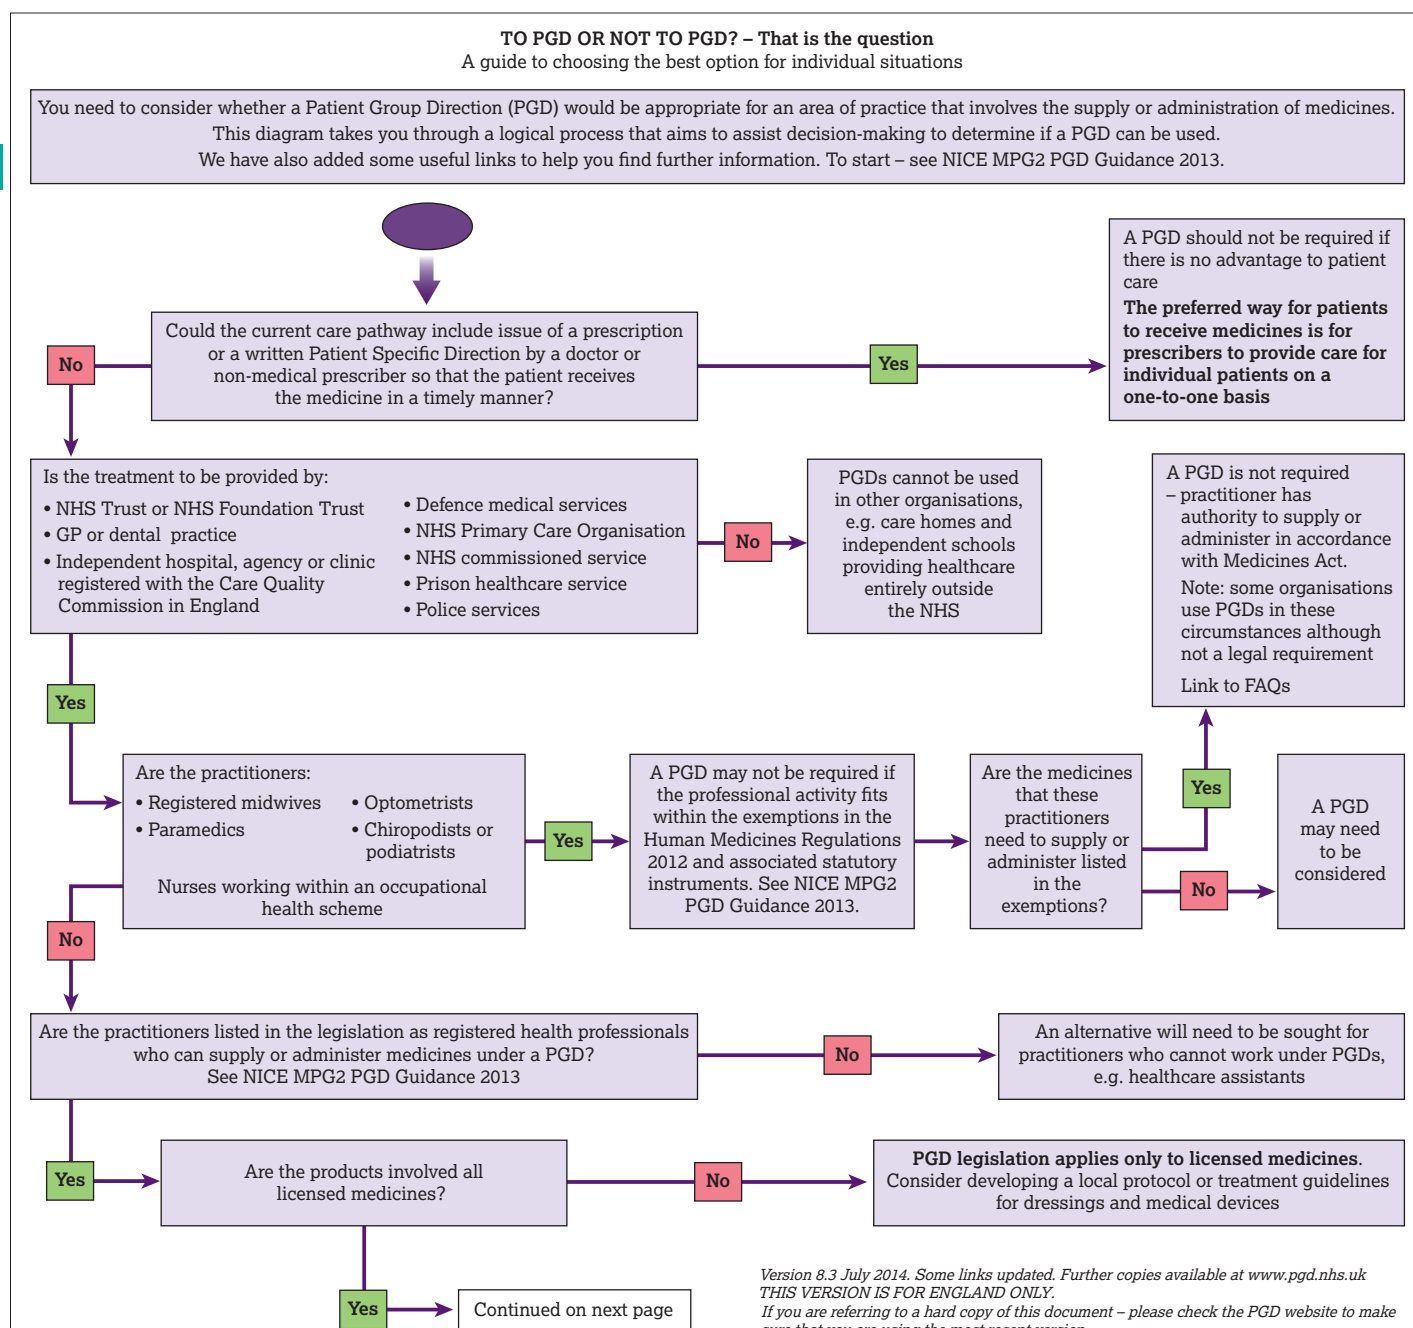 TO PGD OR NOT TO PGD? – That is the question
A guide to choosing the best option for individual situations
You need to consider whether a Patient Group Direction (PGD) would be appropriate for an area of practice that involves the supply or administration of medicines.
This diagram takes you through a logical process that aims to assist decision-making to determine if a PGD can be used.
We have also added some useful links to help you find further information. To start – see NICE MPG2 PGD Guidance 2013.
Could the current care pathway include issue of a prescription
or a written Patient Specific Direction by a doctor or
non-medical prescriber so that the patient receives
the medicine in a timely manner?
No
Yes
A PGD should not be required if
there is no advantage to patient
care
The preferred way for patients
to receive medicines is for
prescribers to provide care for
individual patients on a
one-to-one basis
Is the treatment to be provided by:
• NHS Trust or NHS Foundation Trust
• GP or dental practice
• Independent hospital, agency or clinic
registered with the Care Quality
Commission in England
• Defence medical services
• NHS Primary Care Organisation
• NHS commissioned service
• Prison healthcare service
• Police services
No
PGDs cannot be used
in other organisations,
e.g. care homes and
independent schools
providing healthcare
entirely outside
the NHS
A PGD is not required
– practitioner has
authority to supply or
administer in accordance
with Medicines Act.
Note: some organisations
use PGDs in these
circumstances although
not a legal requirement
Link to FAQs
Yes
Are the practitioners:
• Registered midwives
• Paramedics
• Optometrists
• Chiropodists or
podiatrists
Nurses working within an occupational
health scheme
Yes
A PGD may not be required if
the professional activity fits
within the exemptions in the
Human Medicines Regulations
2012 and associated statutory
instruments. See NICE MPG2
PGD Guidance 2013.
Are the medicines
that these
practitioners
need to supply or
administer listed
in the
exemptions?
Yes
No
A PGD
may need
to be
considered
No
Are the practitioners listed in the legislation as registered health professionals
who can supply or administer medicines under a PGD?
See NICE MPG2 PGD Guidance 2013
No
An alternative will need to be sought for
practitioners who cannot work under PGDs,
e.g. healthcare assistants
Yes
Are the products involved all
licensed medicines?
No
PGD legislation applies only to licensed medicines.
Consider developing a local protocol or treatment guidelines
for dressings and medical devices
Yes
Continued on next page
Version 8.3 July 2014. Some links updated. Further copies available at www.pgd.nhs.uk
THIS VERSION IS FOR ENGLAND ONLY.
If you are referring to a hard copy of this document – please check the PGD website to make
sure that you are using the most recent version